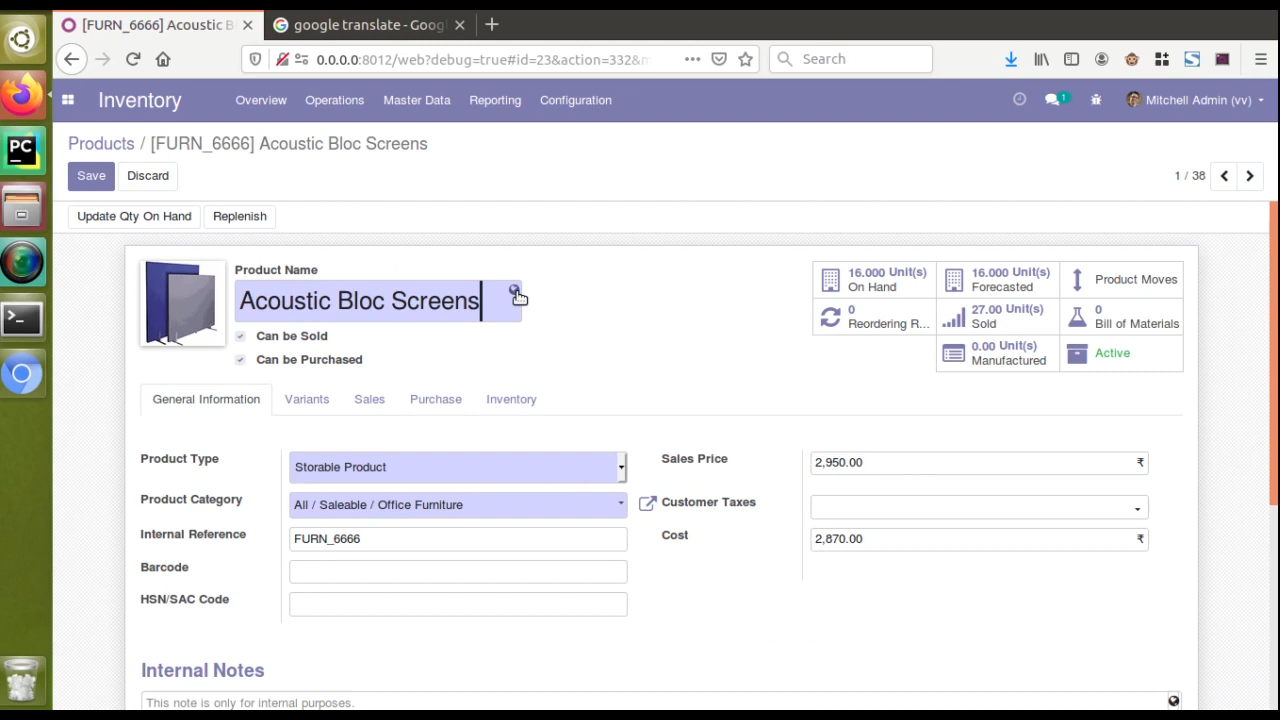 [FURN_6666] Acoustic B
google translate - Goog
0.0.0.0:8012/web?debug=true#id=23&action=332&m
Search
PC
Inventory
Overview
Operations
Master Data
Reporting
Configuration
1
Mitchell Admin (vv)
Products / [FURN_6666] Acoustic Bloc Screens
Save
Discard
1 / 38
Update Qty On Hand
Replenish
Product Name
Acoustic Bloc Screens
Can be Sold
Can be Purchased
16.000 Unit(s)
On Hand
16.000 Unit(s)
Forecasted
Product Moves
0
Reordering R...
27.00 Unit(s)
Sold
0
Bill of Materials
0.00 Unit(s)
Manufactured
Active
General Information
Variants
Sales
Purchase
Inventory
Product Type
Storable Product
Sales Price
2,950.00 ₹
Product Category
All / Saleable / Office Furniture
Customer Taxes
Internal Reference
FURN_6666
Cost
2,870.00 ₹
Barcode
HSN/SAC Code
Internal Notes
This note is only for internal purposes.